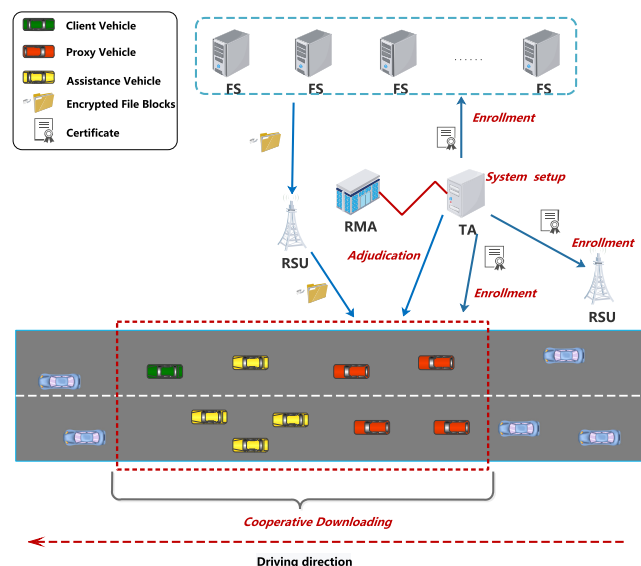 Client Vehicle
Proxy Vehicle
Assistance Vehicle
Encrypted File Blocks
Certificate
FS FS FS ...... FS
Enrollment
System setup
RMA
TA
RSU
Adjudication
Enrollment
Enrollment
RSU
Cooperative Downloading
Driving direction